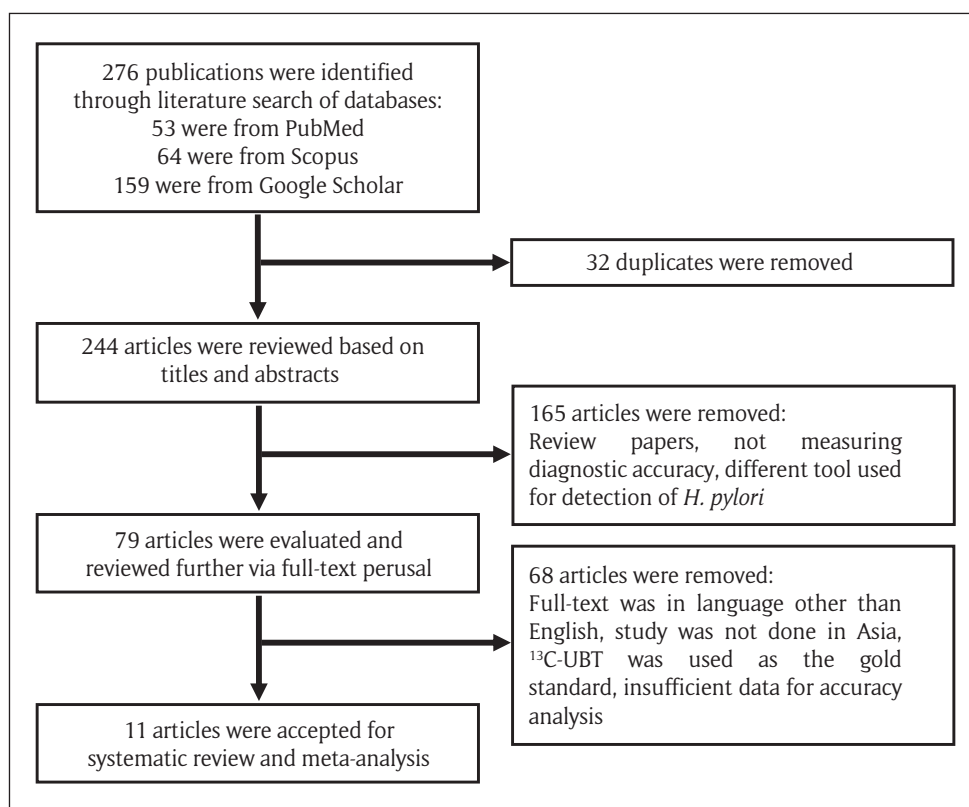 276 publications were identified
through literature search of databases:
53 were from PubMed
64 were from Scopus
159 were from Google Scholar
32 duplicates were removed
244 articles were reviewed based on
titles and abstracts
165 articles were removed:
Review papers, not measuring
diagnostic accuracy, different tool used
for detection of H. pylori
79 articles were evaluated and
reviewed further via full-text perusal
68 articles were removed:
Full-text was in language other than
English, study was not done in Asia,
¹³C-UBT was used as the gold
standard, insufficient data for accuracy
analysis
11 articles were accepted for
systematic review and meta-analysis